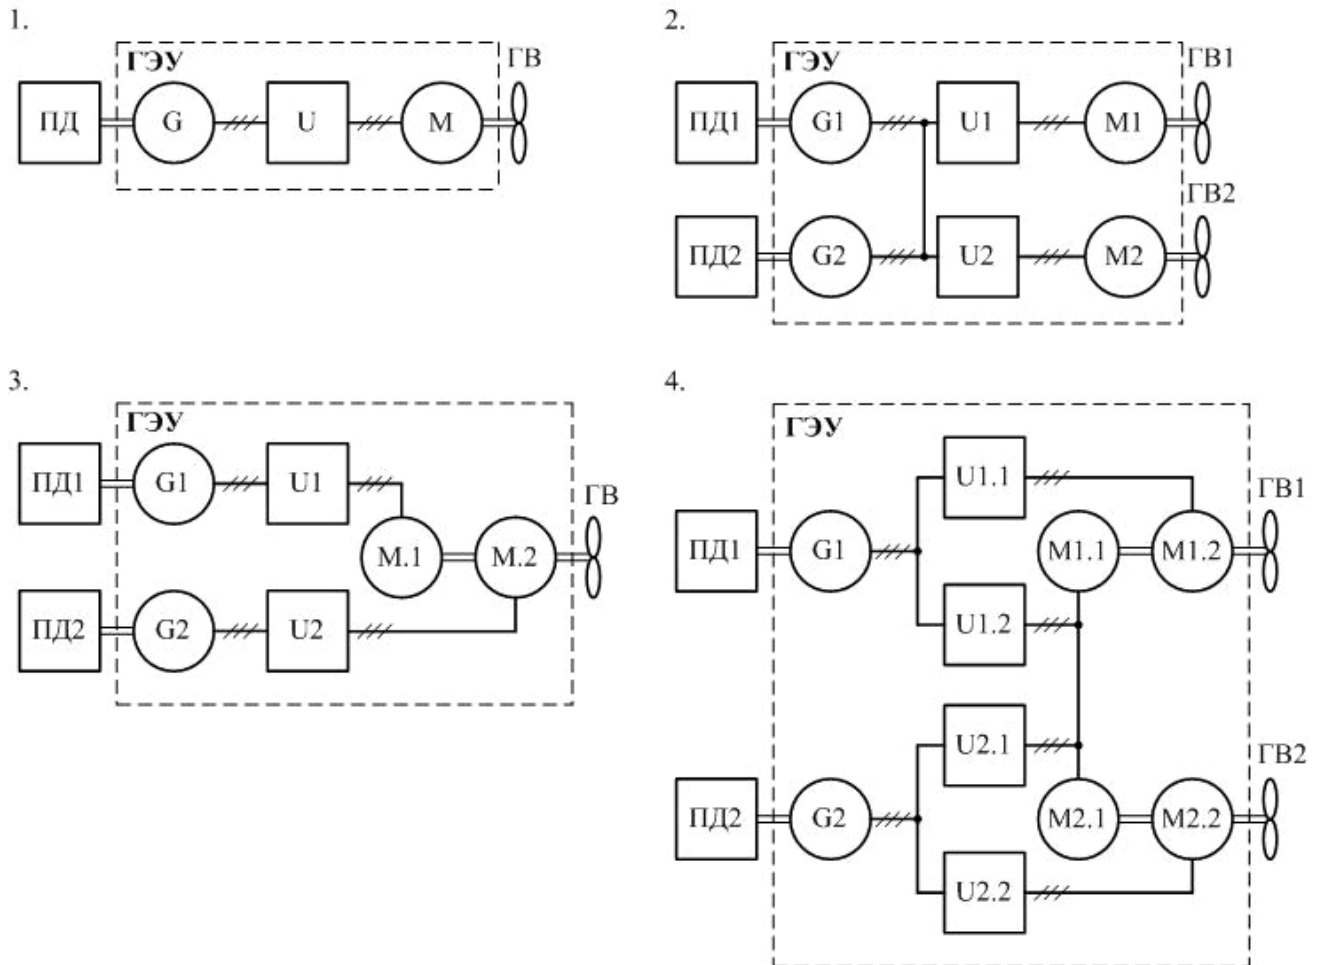 1.
ГЭУ
ГВ
ПД
G
U
M
2.
ГЭУ
ГВ1
ПД1
G1
U1
M1
ГВ2
ПД2
G2
U2
M2
3.
ГЭУ
ПД1
G1
U1
ГВ
M.1
M.2
ПД2
G2
U2
4.
ГЭУ
U1.1
ГВ1
ПД1
G1
M1.1
M1.2
U1.2
U2.1
ГВ2
ПД2
G2
M2.1
M2.2
U2.2